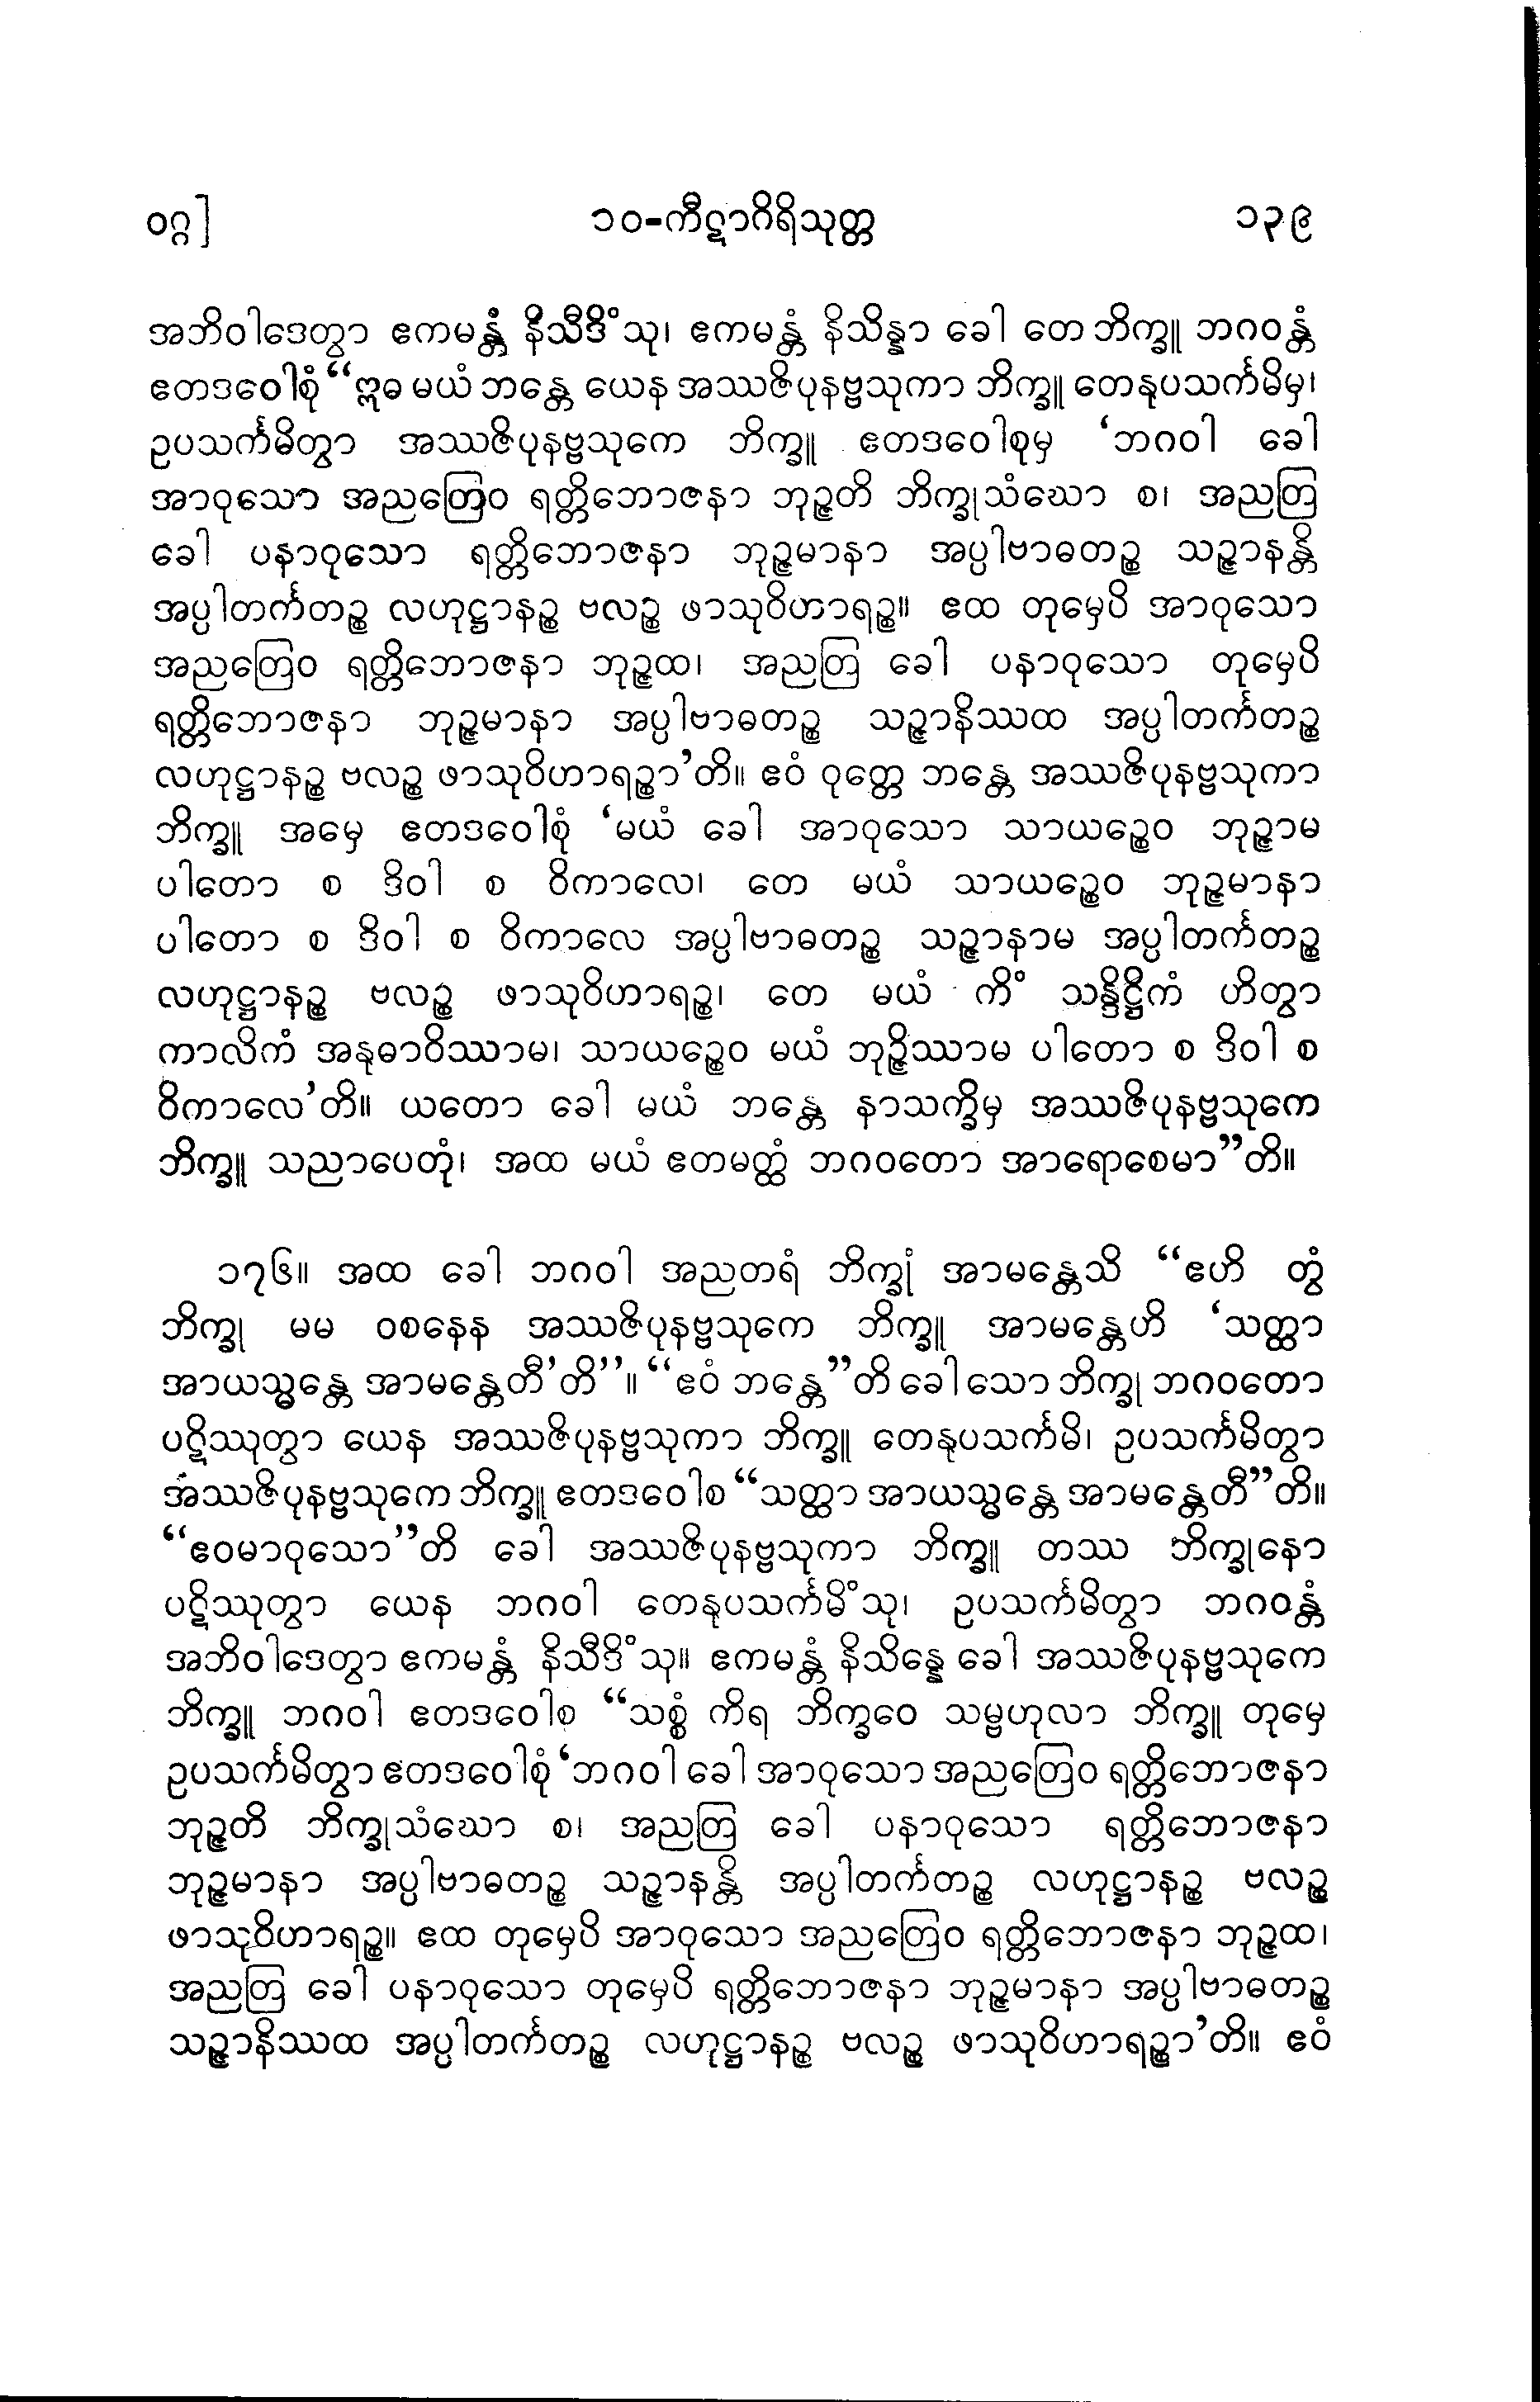 ဝဂ္ဂ]	၁၀-ကီဋာဂိရိသုတ္တ	၁၃၉
အဘိဝါဒေတွာ ဧကမန္တံ နိသီဒိံသု၊ ဧကမန္တံ နိသိန္နာ ခေါ တေ ဘိက္ခူ ဘဂဝန္တံ
ဧတဒဝေါစုံ “ဣဓ မယံ ဘန္တေ ယေန အဿဇိပုနဗ္ဗသုကာ ဘိက္ခူ တေနုပသင်္ကမိမှ၊
ဥပသင်္ကမိတွာ အဿဇိပုနဗ္ဗသုကေ ဘိက္ခူ ဧတဒဝေါစုမှ ‘ဘဂဝါ ခေါ
အာဝုသော အညတြေဝ ရတ္တိဘောဇနာ ဘုဉ္ဇတိ ဘိက္ခုသံဃော စ၊ အညတြ
ခေါ ပနာဝုသော ရတ္တိဘောဇနာ ဘုဉ္ဇမာနာ အပ္ပါဗာဓတဉ္စ သဉ္ဇာနန္တိ
အပ္ပါတင်္ကတဉ္စ လဟုဋ္ဌာနဉ္စ ဗလဉ္စ ဖာသုဝိဟာရဉ္စ။ ဧထ တုမှေပိ အာဝုသော
အညတြေဝ ရတ္တိဘောဇနာ ဘုဉ္ဇထ၊ အညတြ ခေါ ပနာဝုသော တုမှေပိ
ရတ္တိဘောဇနာ ဘုဉ္ဇမာနာ အပ္ပါဗာဓတဉ္စ သဉ္ဇာနိဿထ အပ္ပါတင်္ကတဉ္စ
လဟုဋ္ဌာနဉ္စ ဗလဉ္စ ဖာသုဝိဟာရဉ္စာ’တိ။ ဧဝံ ဝုတ္တေ ဘန္တေ အဿဇိပုနဗ္ဗသုကာ
ဘိက္ခူ အမှေ ဧတဒဝေါစုံ ‘မယံ ခေါ အာဝုသော သာယဉ္စေဝ ဘုဉ္ဇာမ
ပါတော စ ဒိဝါ စ ဝိကာလေ၊ တေ မယံ သာယဉ္စေဝ ဘုဉ္ဇမာနာ
ပါတော စ ဒိဝါ စ ဝိကာလေ အပ္ပါဗာဓတဉ္စ သဉ္ဇာနာမ အပ္ပါတင်္ကတဉ္စ
လဟုဋ္ဌာနဉ္စ ဗလဉ္စ ဖာသုဝိဟာရဉ္စ၊ တေ မယံ ကိံ သန္ဒိဋ္ဌိကံ ဟိတွာ
ကာလိကံ အနုဓာဝိဿာမ၊ သာယဉ္စေဝ မယံ ဘုဉ္ဇိဿာမ ပါတော စ ဒိဝါ စ
ဝိကာလေ’တိ။ ယတော ခေါ မယံ ဘန္တေ နာသက္ခိမှ အဿဇိပုနဗ္ဗသုကေ
ဘိက္ခူ သညာပေတုံ၊ အထ မယံ ဧတမတ္ထံ ဘဂဝတော အာရောစေမာ”တိ။
၁၇၆။ အထ ခေါ ဘဂဝါ အညတရံ ဘိက္ခုံ အာမန္တေသိ “ဧဟိ တွံ
ဘိက္ခု မမ ဝစနေန အဿဇိပုနဗ္ဗသုကေ ဘိက္ခူ အာမန္တေဟိ ‘သတ္ထာ
အာယသ္မန္တေ အာမန္တေတီ’တိ”။ “ဧဝံ ဘန္တေ”တိ ခေါ သော ဘိက္ခု ဘဂဝတော
ပဋိဿုတွာ ယေန အဿဇိပုနဗ္ဗသုကာ ဘိက္ခူ တေနုပသင်္ကမိ၊ ဥပသင်္ကမိတွာ
အဿဇိပုနဗ္ဗသုကေ ဘိက္ခူ ဧတဒဝေါစ “သတ္ထာ အာယသ္မန္တေ အာမန္တေတီ”တိ။
“ဧဝမာဝုသော”တိ ခေါ အဿဇိပုနဗ္ဗသုကာ ဘိက္ခူ တဿ ဘိက္ခုနော
ပဋိဿုတွာ ယေန ဘဂဝါ တေနုပသင်္ကမိံသု၊ ဥပသင်္ကမိတွာ ဘဂဝန္တံ
အဘိဝါဒေတွာ ဧကမန္တံ နိသီဒိံသု။ ဧကမန္တံ နိသိန္နေ ခေါ အဿဇိပုနဗ္ဗသုကေ
ဘိက္ခူ ဘဂဝါ ဧတဒဝေါစ “သစ္စံ ကိရ ဘိက္ခဝေ သမ္ဗဟုလာ ဘိက္ခူ တုမှေ
ဥပသင်္ကမိတွာ ဧတဒဝေါစုံ ‘ဘဂဝါ ခေါ အာဝုသော အညတြေဝ ရတ္တိဘောဇနာ
ဘုဉ္ဇတိ ဘိက္ခုသံဃော စ၊ အညတြ ခေါ ပနာဝုသော ရတ္တိဘောဇနာ
ဘုဉ္ဇမာနာ အပ္ပါဗာဓတဉ္စ သဉ္ဇာနန္တိ အပ္ပါတင်္ကတဉ္စ လဟုဋ္ဌာနဉ္စ ဗလဉ္စ
ဖာသုဝိဟာရဉ္စ။ ဧထ တုမှေပိ အာဝုသော အညတြေဝ ရတ္တိဘောဇနာ ဘုဉ္ဇထ၊
အညတြ ခေါ ပနာဝုသော တုမှေပိ ရတ္တိဘောဇနာ ဘုဉ္ဇမာနာ အပ္ပါဗာဓတဉ္စ
သဉ္ဇာနိဿထ အပ္ပါတင်္ကတဉ္စ လဟုဋ္ဌာနဉ္စ ဗလဉ္စ ဖာသုဝိဟာရဉ္စာ’တိ။ ဧဝံ